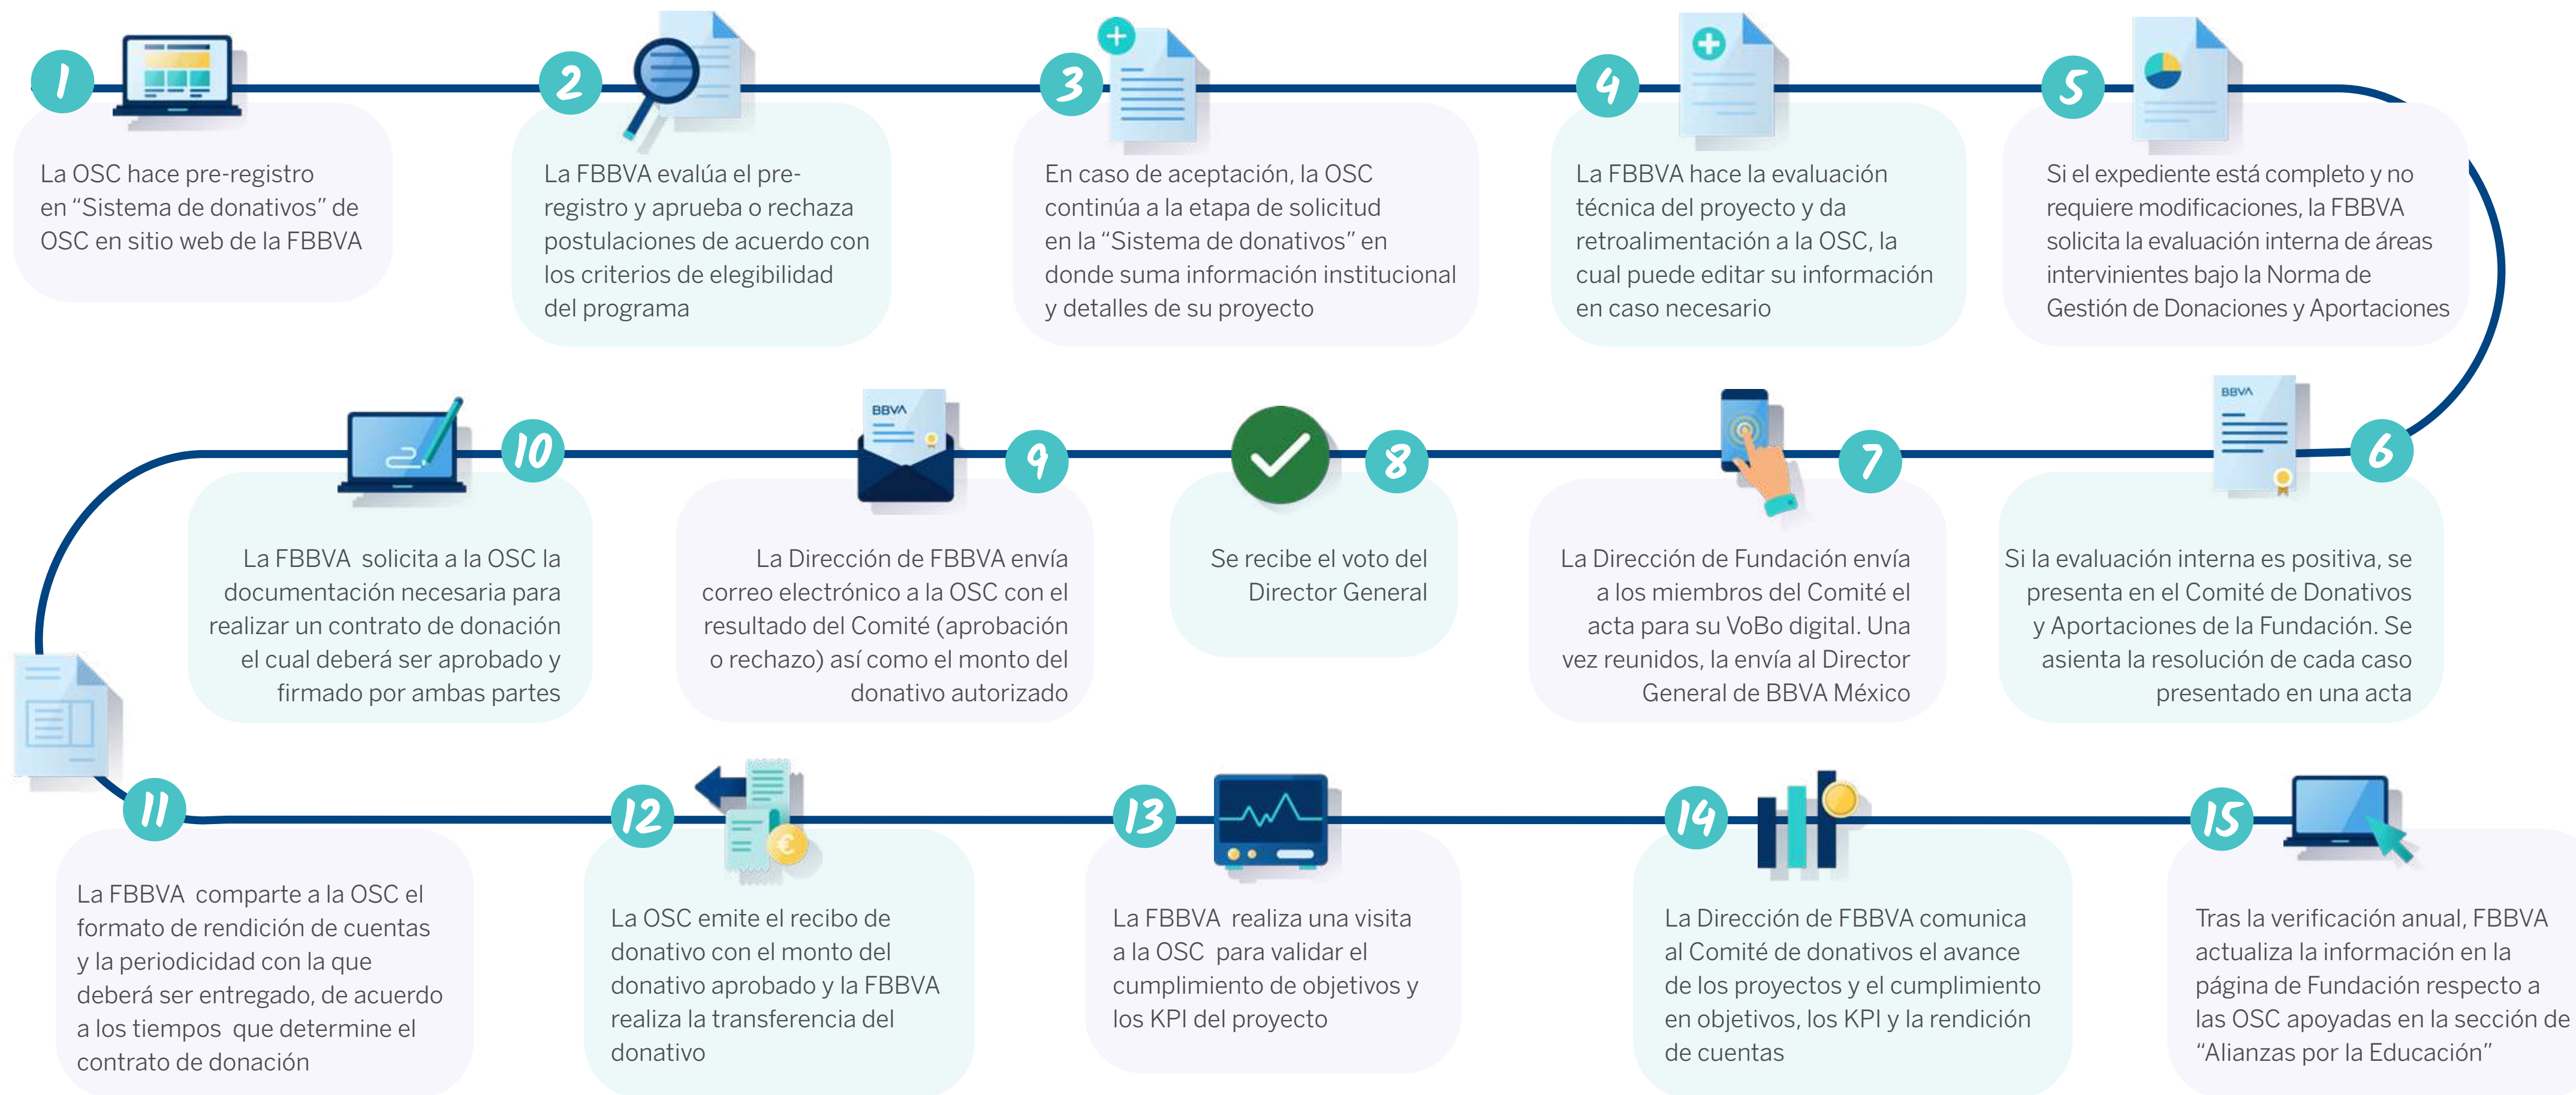 1
La OSC hace pre-registro
en “Sistema de donativos” de
OSC en sitio web de la FBBVA
2
La FBBVA evalúa el pre-
registro y aprueba o rechaza
postulaciones de acuerdo con
los criterios de elegibilidad
del programa
3
En caso de aceptación, la OSC
continúa a la etapa de solicitud
en la “Sistema de donativos” en
donde suma información institucional
y detalles de su proyecto
4
La FBBVA hace la evaluación
técnica del proyecto y da
retroalimentación a la OSC, la
cual puede editar su información
en caso necesario
5
Si el expediente está completo y no
requiere modificaciones, la FBBVA
solicita la evaluación interna de áreas
intervinientes bajo la Norma de
Gestión de Donaciones y Aportaciones
BBVA
6
Si la evaluación interna es positiva, se
presenta en el Comité de Donativos
y Aportaciones de la Fundación. Se
asienta la resolución de cada caso
presentado en una acta
7
La Dirección de Fundación envía
a los miembros del Comité el
acta para su VoBo digital. Una
vez reunidos, la envía al Director
General de BBVA México
8
Se recibe el voto del
Director General
BBVA
9
La Dirección de FBBVA envía
correo electrónico a la OSC con el
resultado del Comité (aprobación
o rechazo) así como el monto del
donativo autorizado
10
La FBBVA solicita a la OSC la
documentación necesaria para
realizar un contrato de donación
el cual deberá ser aprobado y
firmado por ambas partes
11
La FBBVA comparte a la OSC el
formato de rendición de cuentas
y la periodicidad con la que
deberá ser entregado, de acuerdo
a los tiempos que determine el
contrato de donación
12
€
La OSC emite el recibo de
donativo con el monto del
donativo aprobado y la FBBVA
realiza la transferencia del
donativo
13
La FBBVA realiza una visita
a la OSC para validar el
cumplimiento de objetivos y
los KPI del proyecto
14
La Dirección de FBBVA comunica
al Comité de donativos el avance
de los proyectos y el cumplimiento
en objetivos, los KPI y la rendición
de cuentas
15
Tras la verificación anual, FBBVA
actualiza la información en la
página de Fundación respecto a
las OSC apoyadas en la sección de
“Alianzas por la Educación”